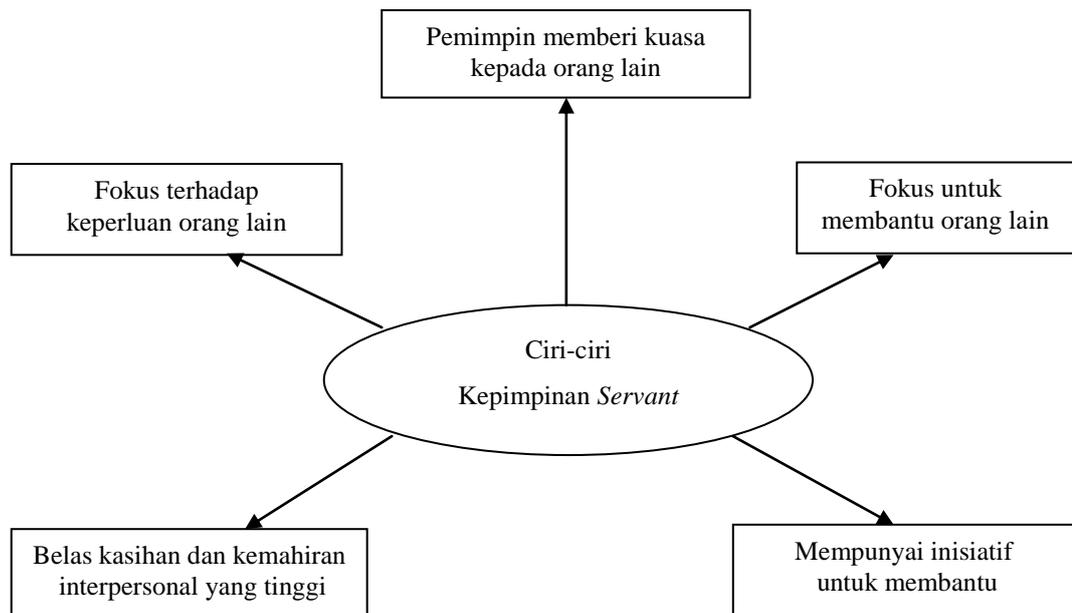 Pemimpin memberi kuasa
kepada orang lain
Fokus terhadap
keperluan orang lain
Fokus untuk
membantu orang lain
Ciri-ciri
Kepimpinan Servant
Belas kasihan dan kemahiran
interpersonal yang tinggi
Mempunyai inisiatif
untuk membantu